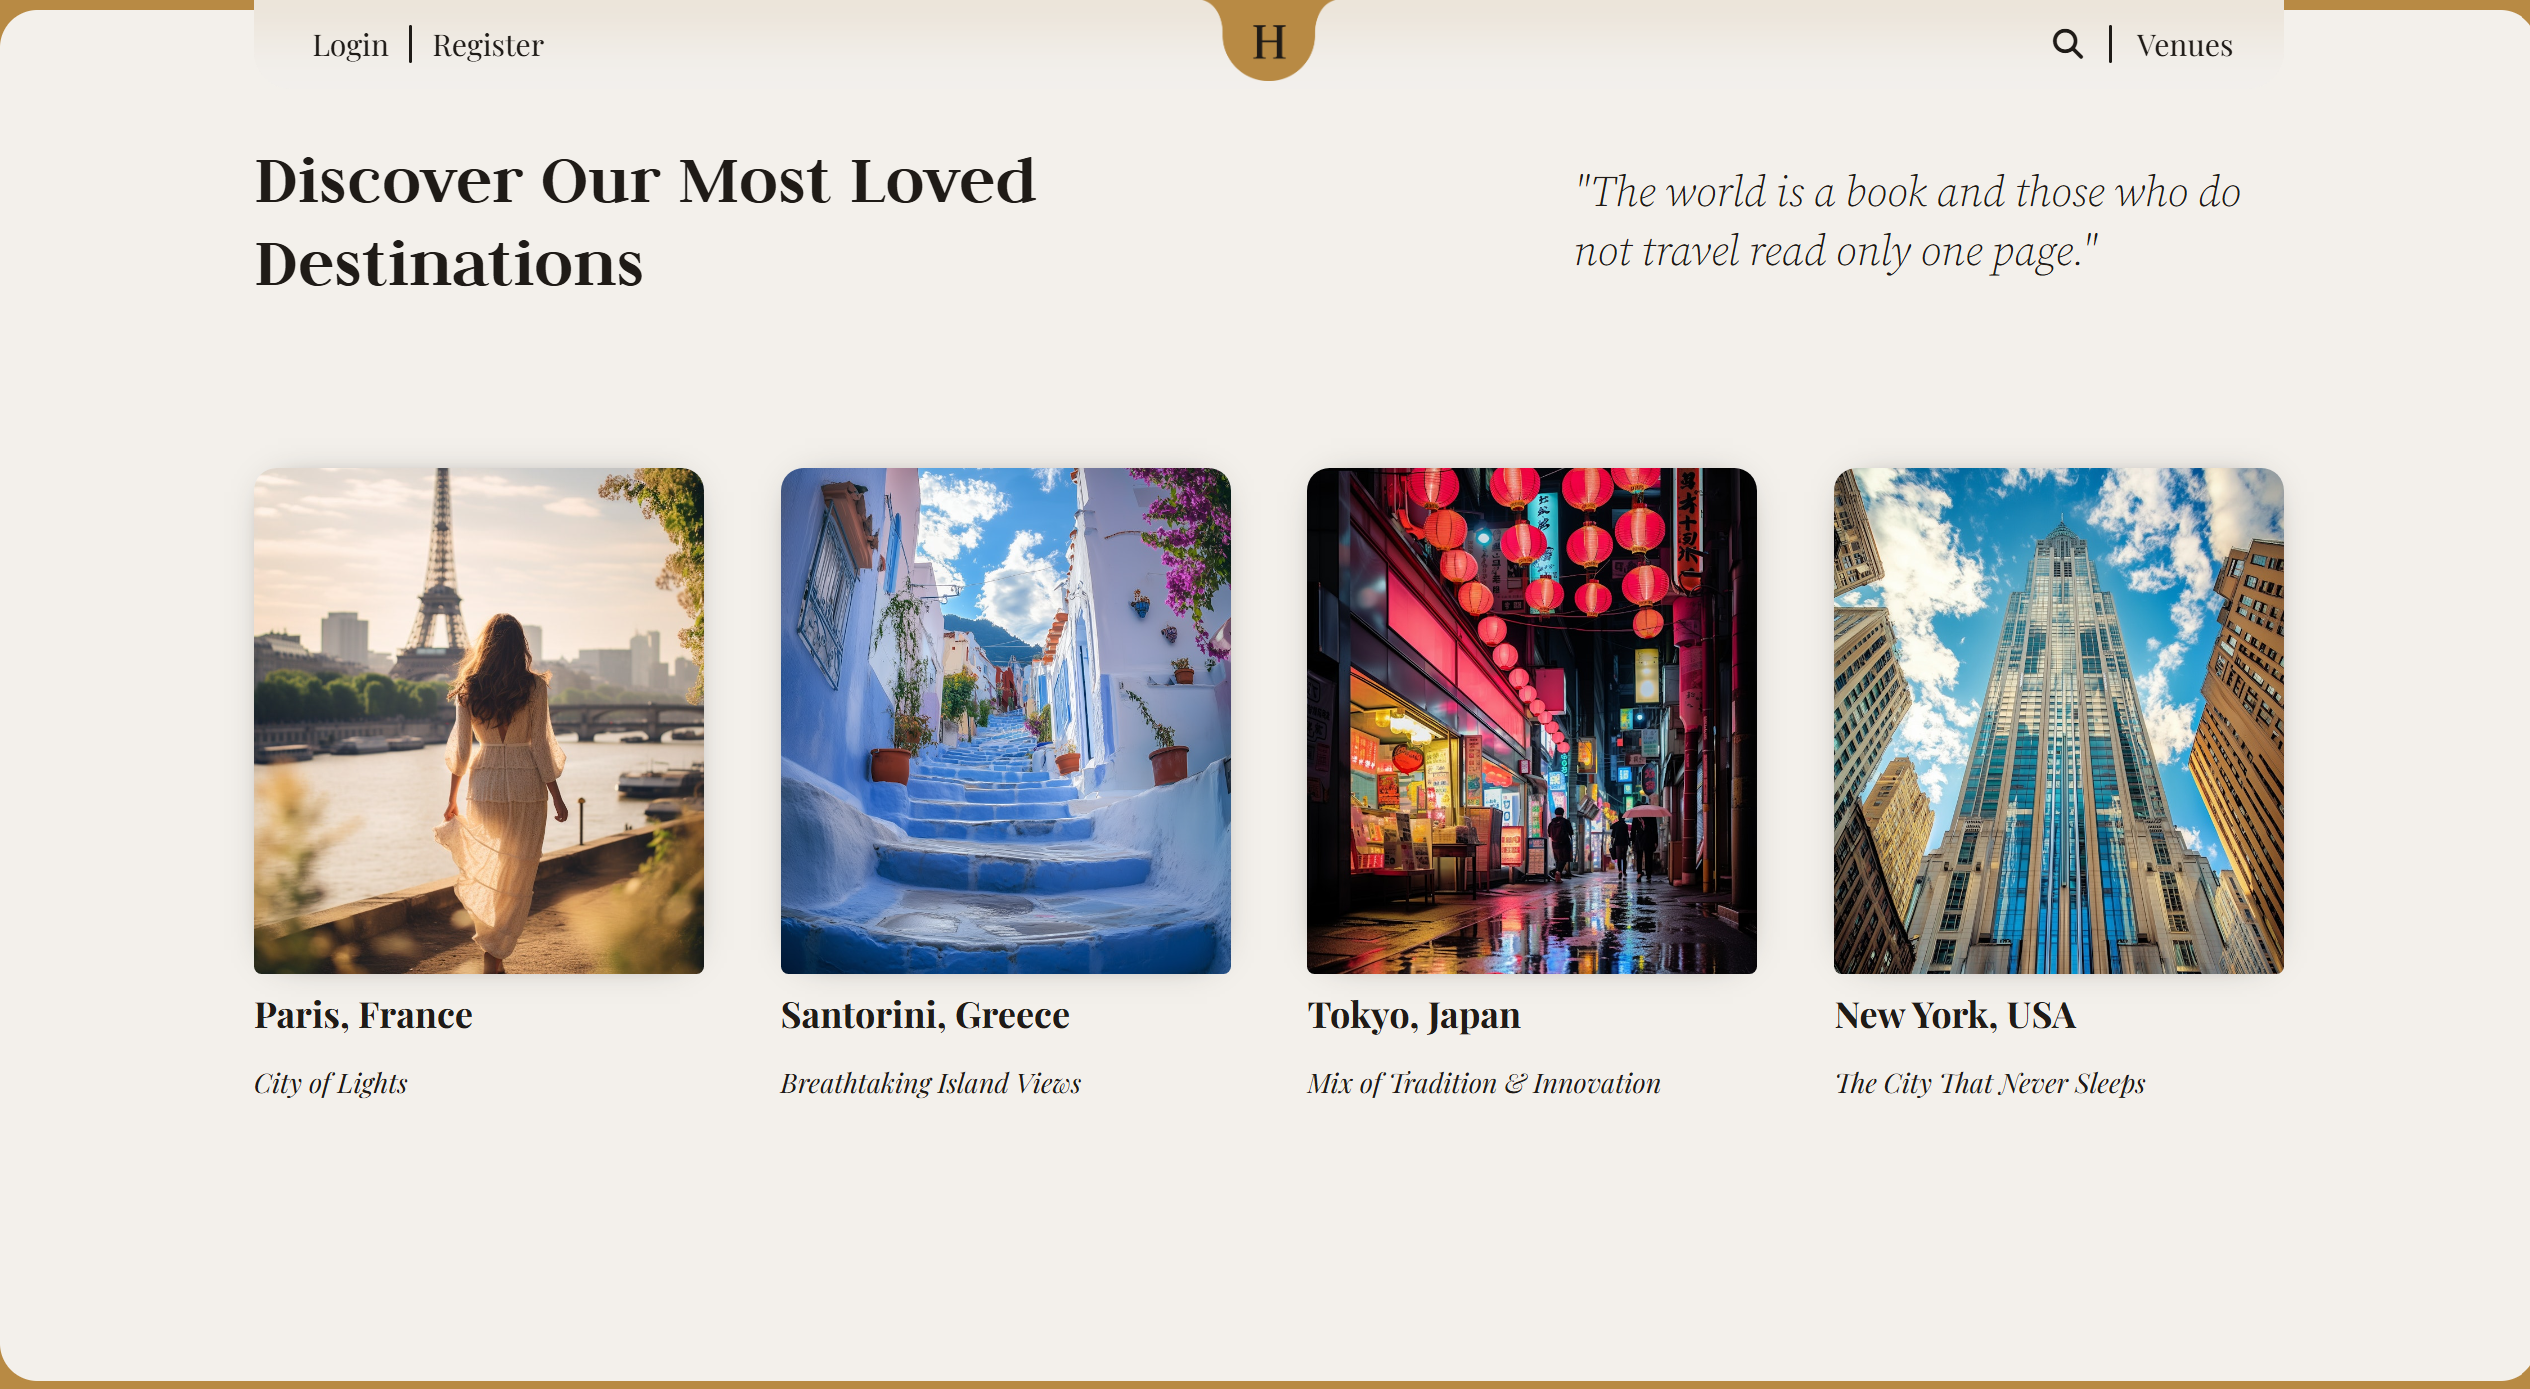 Login | Register
H
Venues
Discover Our Most Loved
Destinations
"The world is a book and those who do
not travel read only one page."
Paris, France
City of Lights
Santorini, Greece
Breathtaking Island Views
Tokyo, Japan
Mix of Tradition & Innovation
New York, USA
The City That Never Sleeps